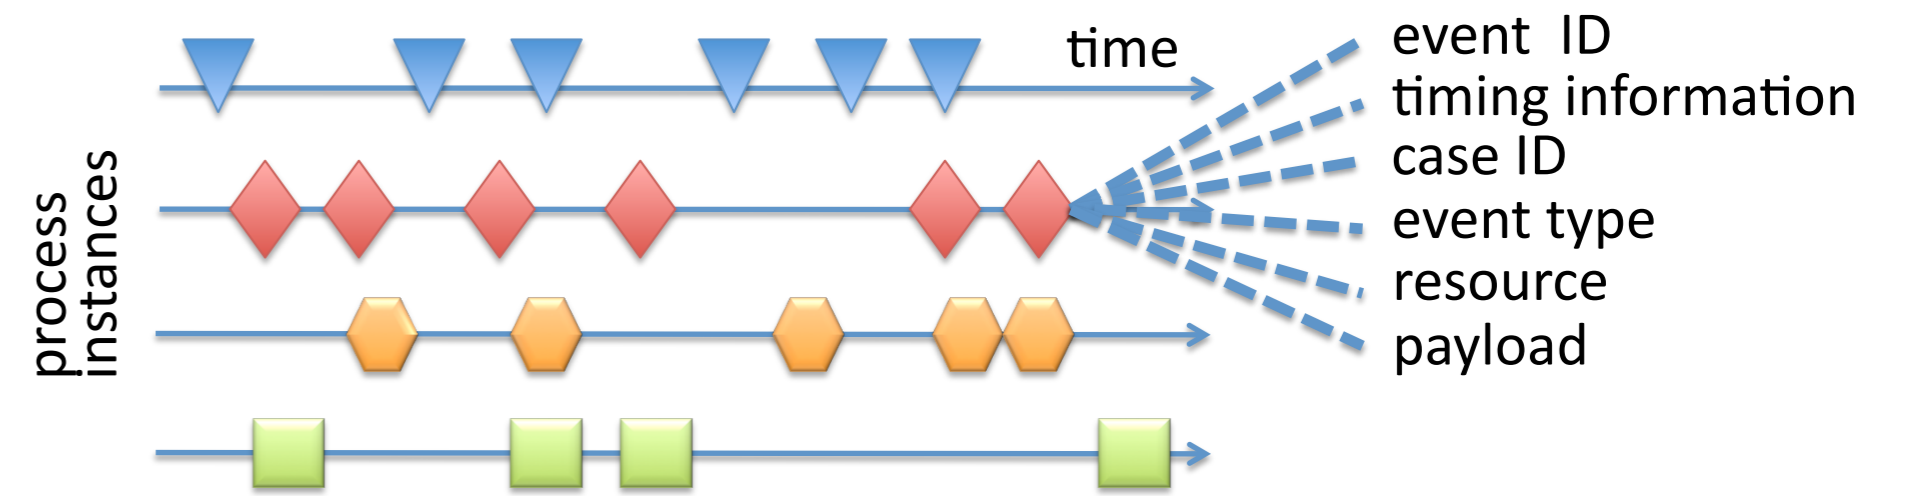 time
event ID
timing information
case ID
event type
resource
payload
process
instances